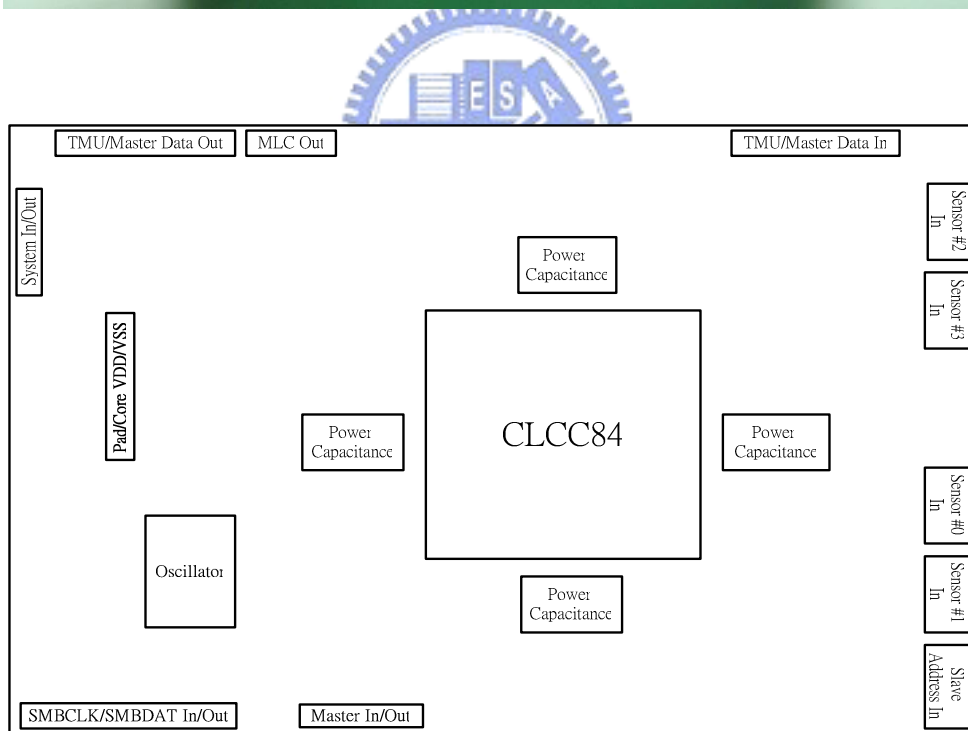 ESA
TMU/Master Data Out
MLC Out
TMU/Master Data In
System In/Out
Sensor #2
In
Power
Capacitance
Sensor #3
In
Pad/Core VDD/VSS
Power
Capacitance
CLCC84
Power
Capacitance
Sensor #0
In
Oscillator
Sensor #1
In
Power
Capacitance
Slave
Address In
SMBCLK/SMBDAT In/Out
Master In/Out